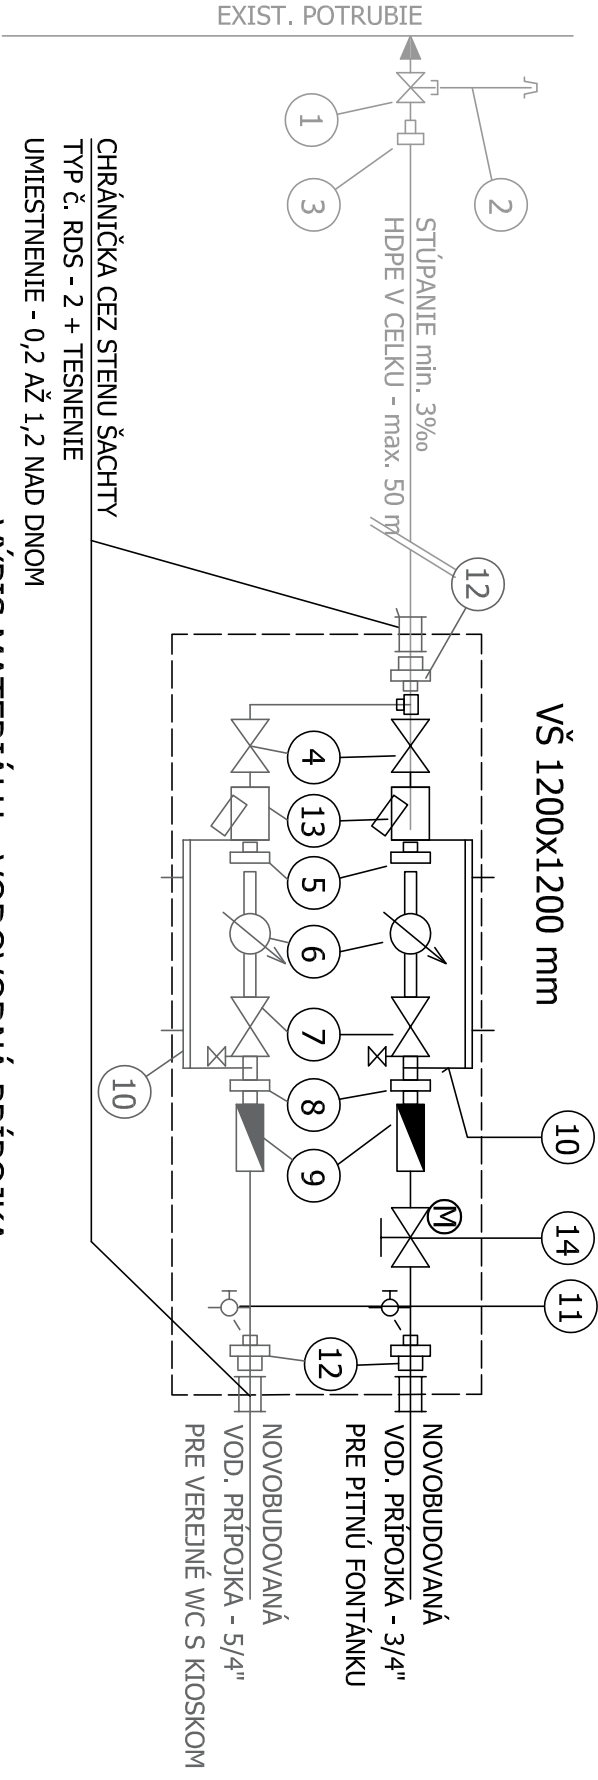 EXIST. POTRUBIE
1
2
3
STÚPANIE min. 3‰
HDPE V CELKU - max. 50 m
CHRÁNIČKA CEZ STENU ŠACHTY
TYP č. RDS - 2 + TESNENIE
UMIESTNENIE - 0,2 AŽ 1,2 NAD DNOM
12
VŠ 1200x1200 mm
4
13
5
6
7
8
9
10
10
M
14
11
12
NOVOBUDOVANÁ
VOD. PRÍPOJKA - 3/4"
PRE PITNÚ FONTÁNKU
NOVOBUDOVANÁ
VOD. PRÍPOJKA - 5/4"
PRE VEREJNÉ WC S KIOSKOM